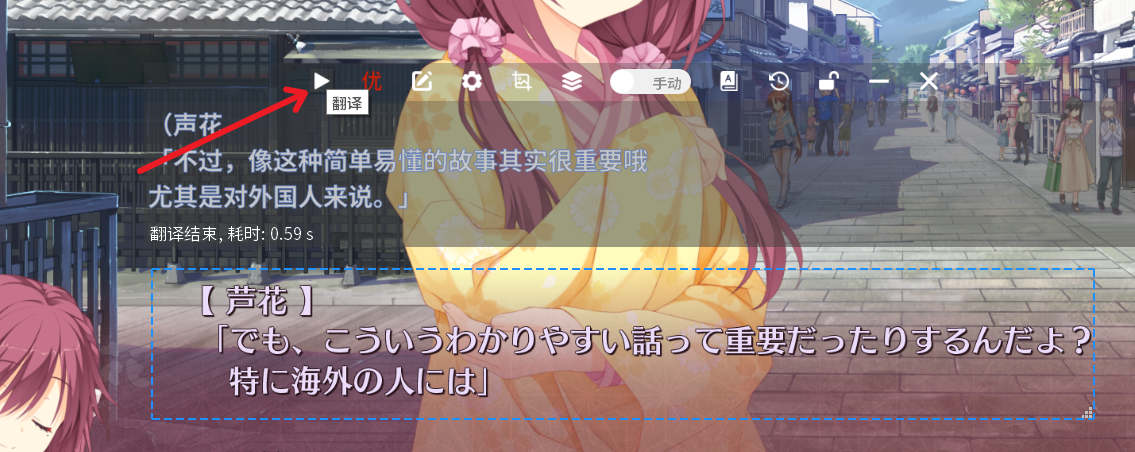 优
手动
翻译
（声花
「不过，像这种简单易懂的故事其实很重要哦
尤其是对外国人来说。」
翻译结束, 耗时: 0.59 s
【 芦花 】
「でも、こういうわかりやすい話って重要だったりするんだよ?
特に海外の人には」